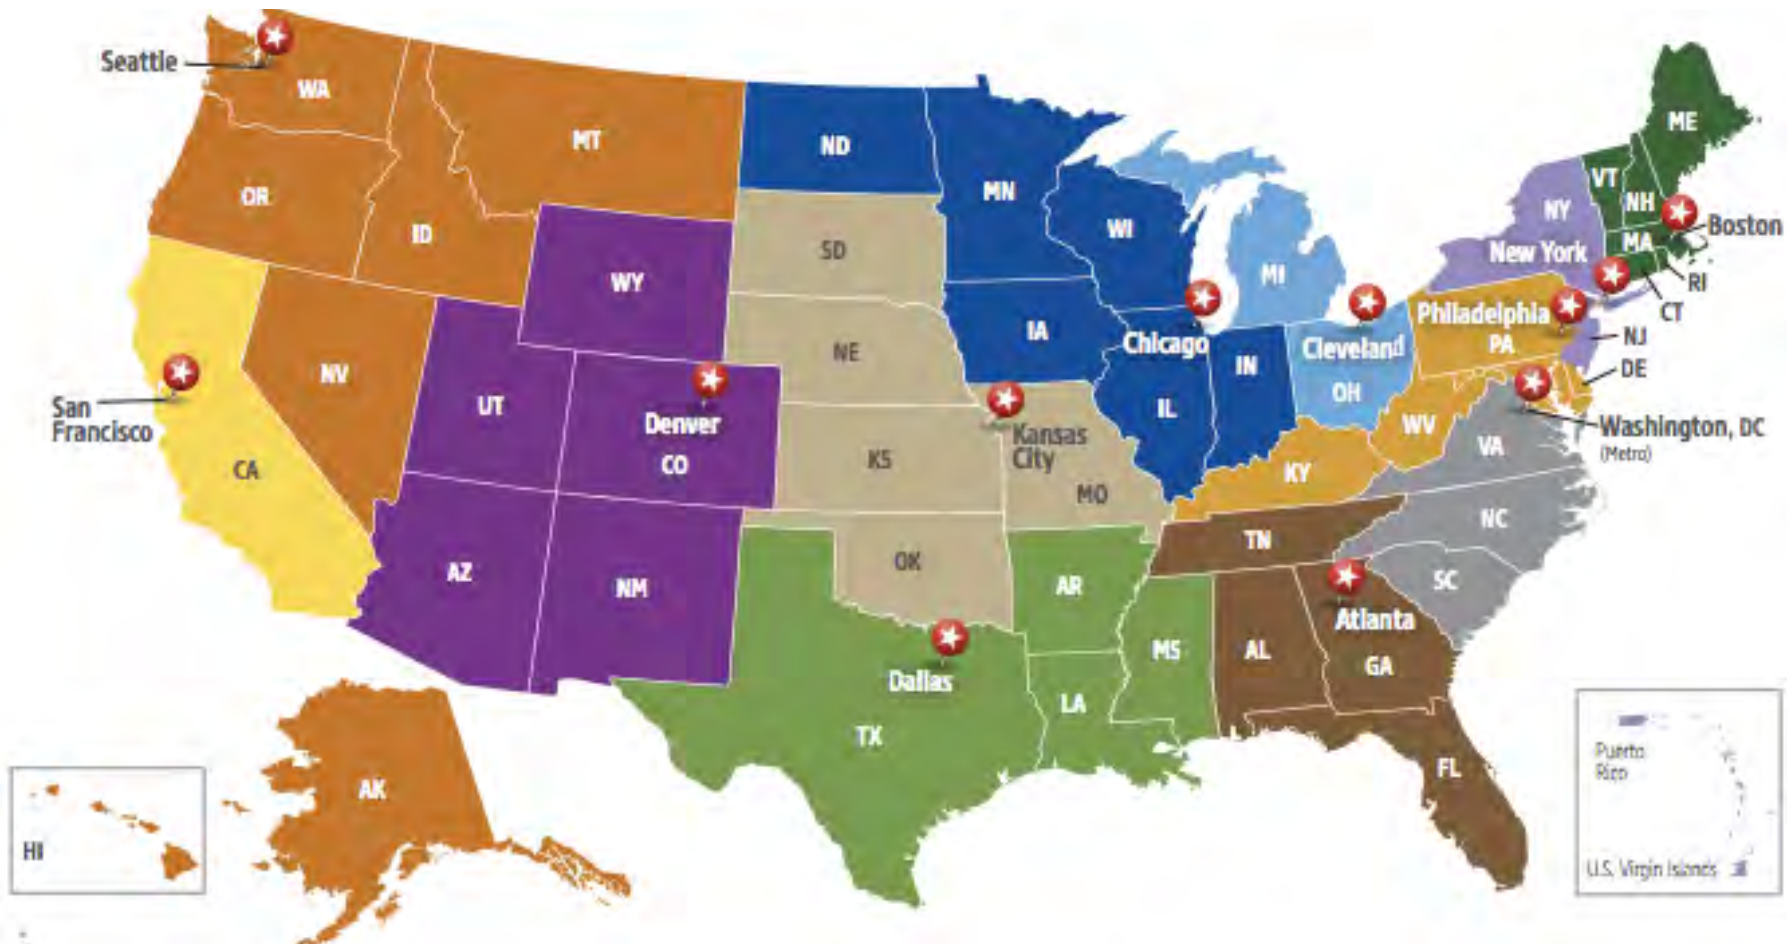 Seattle
WA
MT
ND
MN
ME
OR
ID
WI
VT
NH
NY
Boston
SD
MI
New York
MA
WY
RI
CT
IA
NE
Chicago
IN
Cleveland
Philadelphia
PA
NJ
DE
NV
UT
Denver
CO
OH
IL
San
Francisco
CA
KS
Kansas
City
MO
WV
VA
Washington, DC
(Metro)
KY
NC
AZ
NM
OK
AR
TN
SC
Atlanta
GA
MS
AL
Dallas
TX
LA
FL
AK
HI
Puerto
Rico
U.S. Virgin Islands